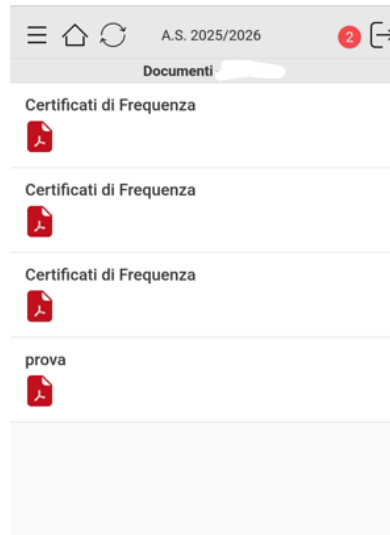 A.S. 2025/2026
2
Documenti
Certificati di Frequenza
Certificati di Frequenza
Certificati di Frequenza
prova